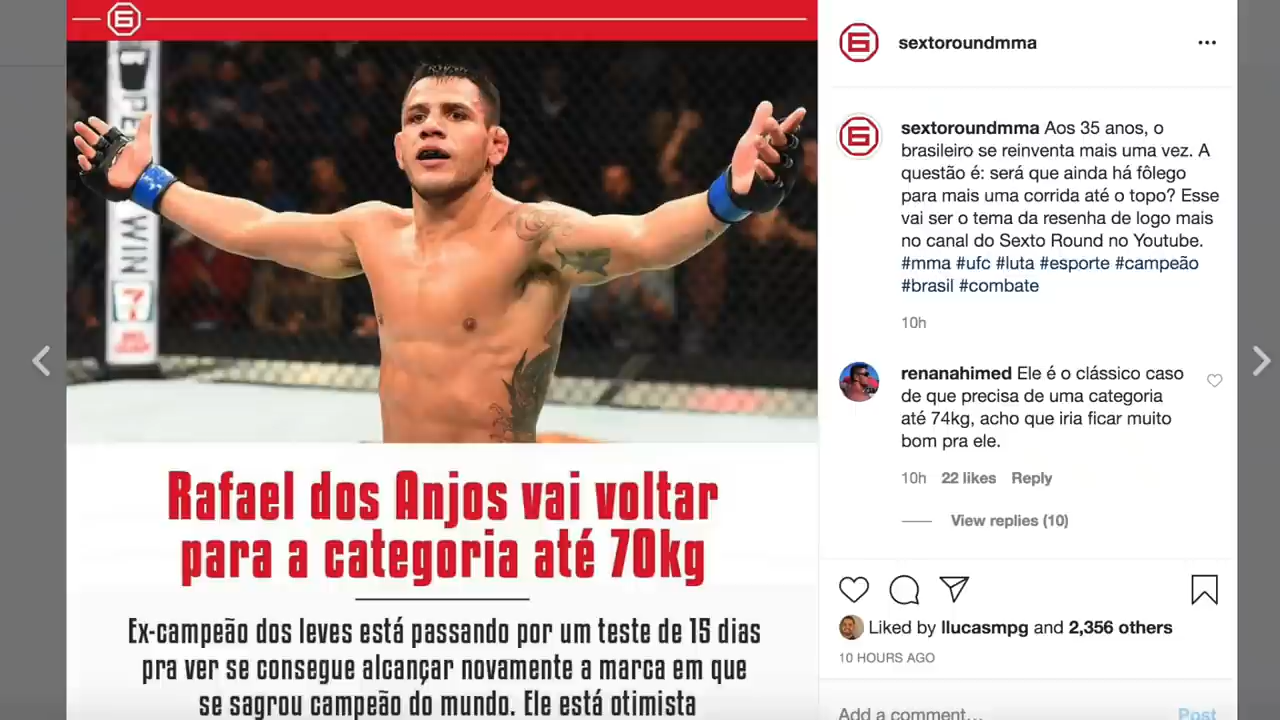 sextoroundmma
PE
WIN
7
Rafael dos Anjos vai voltar
para a categoria até 70kg
Ex-campeão dos leves está passando por um teste de 15 dias
pra ver se consegue alcançar novamente a marca em que
se sagrou campeão do mundo. Ele está otimista
sextoroundmma Aos 35 anos, o
brasileiro se reinventa mais uma vez. A
questão é: será que ainda há fôlego
para mais uma corrida até o topo? Esse
vai ser o tema da resenha de logo mais
no canal do Sexto Round no Youtube.
#mma #ufc #luta #esporte #campeão
#brasil #combate
10h
renanahimed Ele é o clássico caso
de que precisa de uma categoria
até 74kg, acho que iria ficar muito
bom pra ele.
10h 22 likes Reply
View replies (10)
Liked by llucasmpg and 2,356 others
10 HOURS AGO
Add a comment...
Post